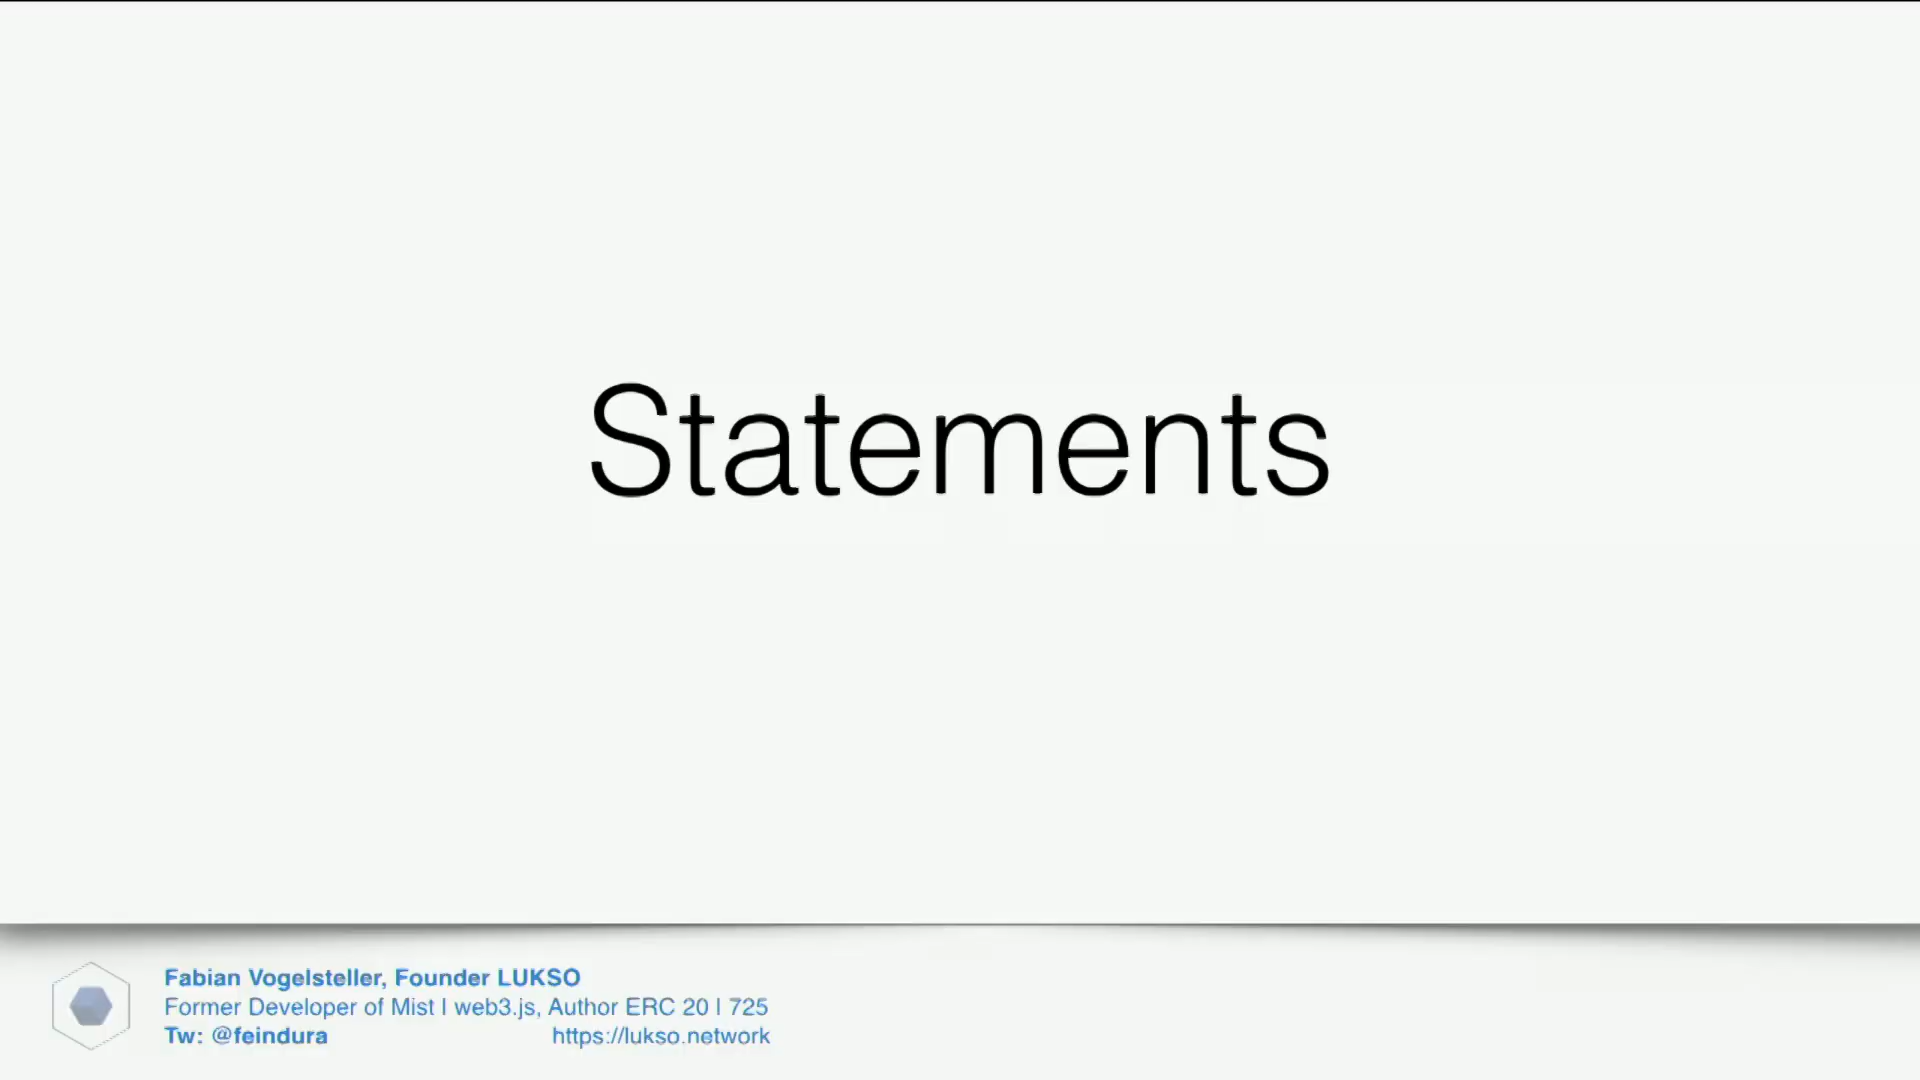 Statements
Fabian Vogelsteller, Founder LUKSO
Former Developer of Mist | web3.js, Author ERC 20 | 725
Tw: @feindura https://lukso.network